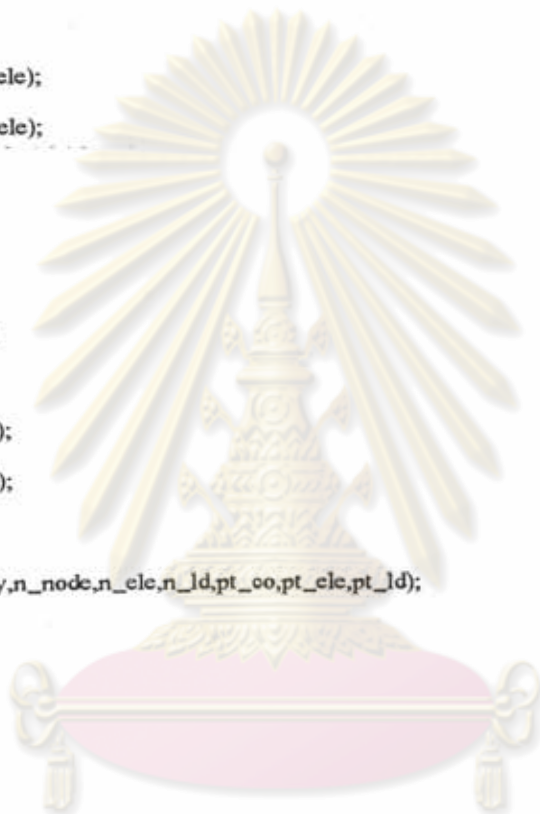 ele);
ele);
);
);
y,n_node,n_ele,n_ld,pt_co,pt_ele,pt_ld);